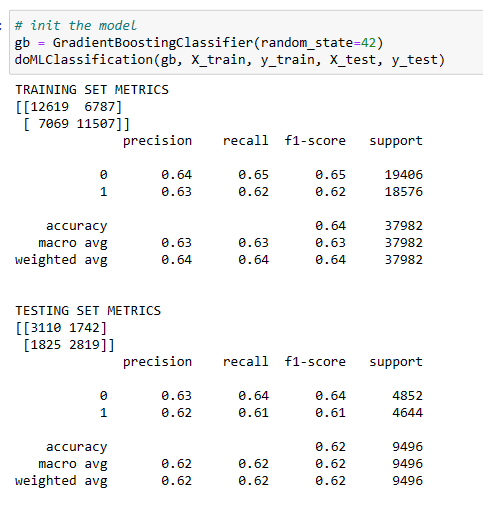 # init the model
gb = GradientBoostingClassifier(random_state=42)
doMLClassification(gb, X_train, y_train, X_test, y_test)
TRAINING SET METRICS
[[12619  6787]
 [ 7069 11507]]
              precision    recall  f1-score   support

           0       0.64      0.65      0.65     19406
           1       0.63      0.62      0.62     18576

    accuracy                           0.64     37982
   macro avg       0.63      0.63      0.63     37982
weighted avg       0.64      0.64      0.64     37982

TESTING SET METRICS
[[3110 1742]
 [1825 2819]]
              precision    recall  f1-score   support

           0       0.63      0.64      0.64      4852
           1       0.62      0.61      0.61      4644

    accuracy                           0.62      9496
   macro avg       0.62      0.62      0.62      9496
weighted avg       0.62      0.62      0.62      9496